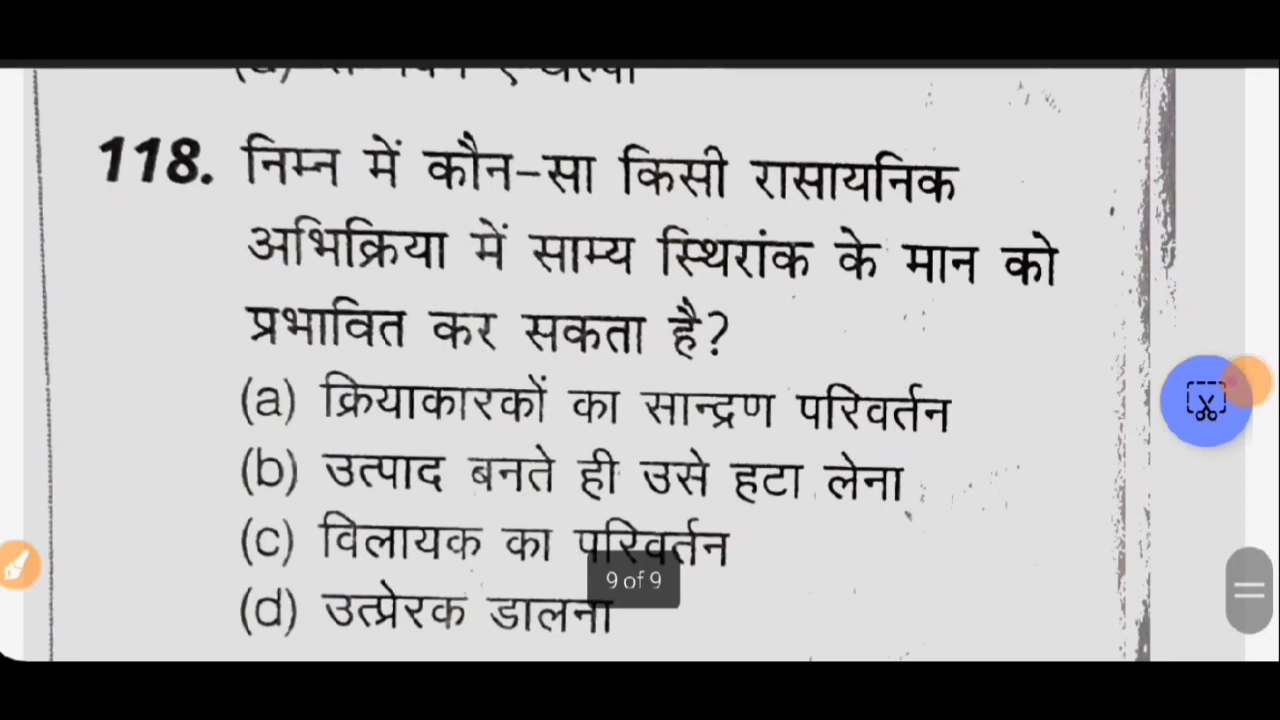 118. निम्न में कौन-सा किसी रासायनिक
अभिक्रिया में साम्य स्थिरांक के मान को
प्रभावित कर सकता है?
(a) क्रियाकारकों का सान्द्रण परिवर्तन
(b) उत्पाद बनते ही उसे हटा लेना
(c) विलायक का परिवर्तन
9 of 9
(d) उत्प्रेरक डालना